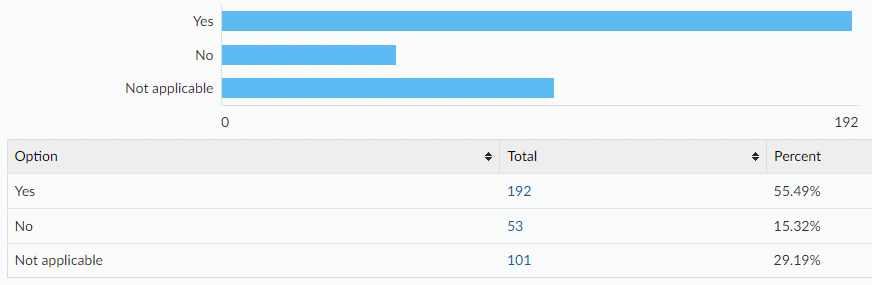 Yes
No
Not applicable
0 192
Option Total Percent
Yes 192 55.49%
No 53 15.32%
Not applicable 101 29.19%